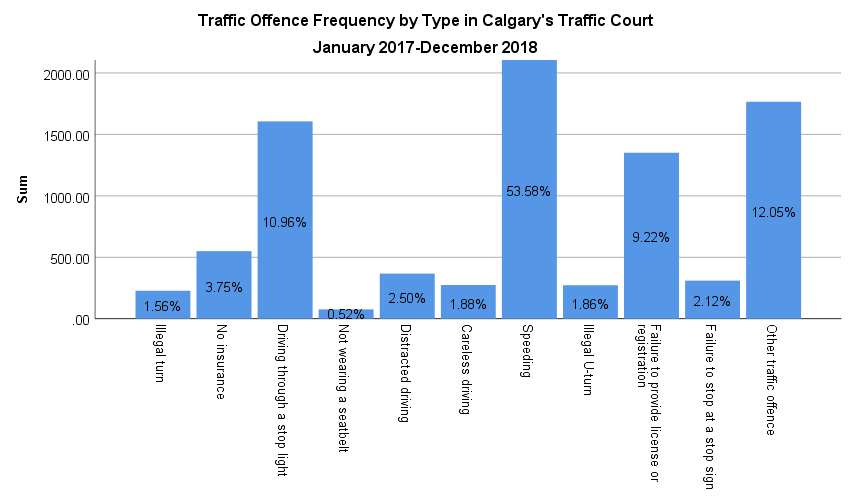 Traffic Offence Frequency by Type in Calgary's Traffic Court
January 2017-December 2018
Sum
2000.00
1500.00
1000.00
500.00
.00
1.56%
3.75%
10.96%
0.52%
2.50%
1.88%
53.58%
1.86%
9.22%
2.12%
12.05%
Illegal turn
No insurance
Driving through a stop light
Not wearing a seatbelt
Distracted driving
Careless driving
Speeding
Illegal U-turn
Failure to provide license or
registration
Failure to stop at a stop sign
Other traffic offence